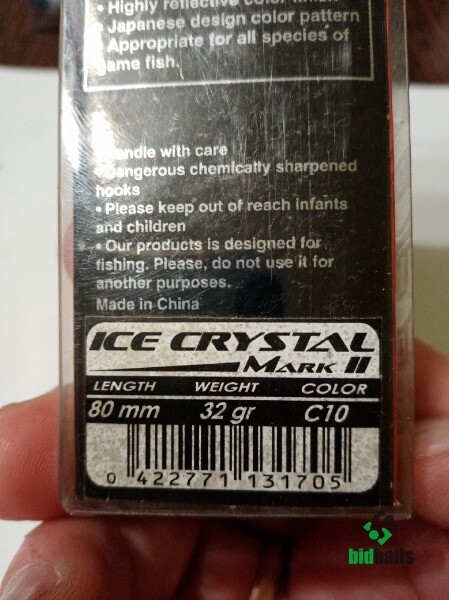 • Highly reflective color finish
• Japanese design color pattern
• Appropriate for all species of
game fish.
Handle with care
• Dangerous chemically sharpened
hooks
• Please keep out of reach infants
and children
• Our products is designed for
fishing. Please, do not use it for
another purposes.
Made in China
ICE CRYSTAL
MARK II
LENGTH WEIGHT COLOR
80 mm 32 gr C10
0 422771 131705
bidbaits